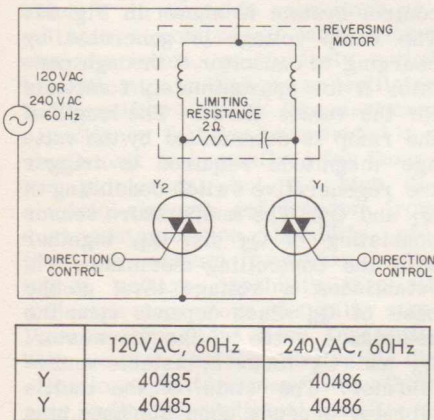 REVERSING
MOTOR
120 VAC
OR
240 VAC
60 Hz
LIMITING
RESISTANCE
2Ω
Y2
Y1
DIRECTION
CONTROL
DIRECTION
CONTROL
120VAC, 60Hz 240VAC, 60Hz
40485 40486
40485 40486